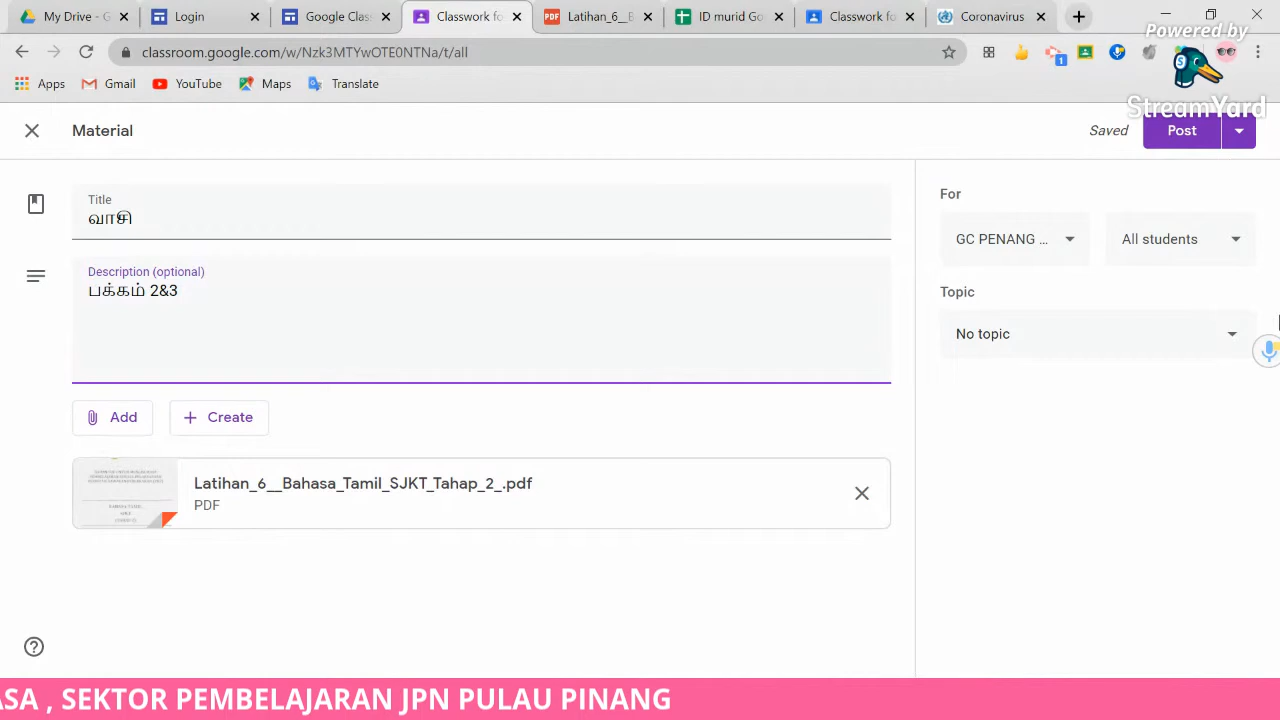 My Drive - G
Login
Google Clas
Classwork fo
Latihan_6__B
ID murid Go
Classwork fo
Coronavirus
classroom.google.com/w/Nzk3MTYwOTE0NTNa/t/all
Apps
Gmail
YouTube
Maps
Translate
Powered by
StreamYard
Material
Saved
Post
Title
வாசி
Description (optional)
பக்கம் 2&3
Add
Create
Latihan_6__Bahasa_Tamil_SJKT_Tahap_2_.pdf
PDF
For
GC PENANG ...
All students
Topic
No topic
ASA , SEKTOR PEMBELAJARAN JPN PULAU PINANG